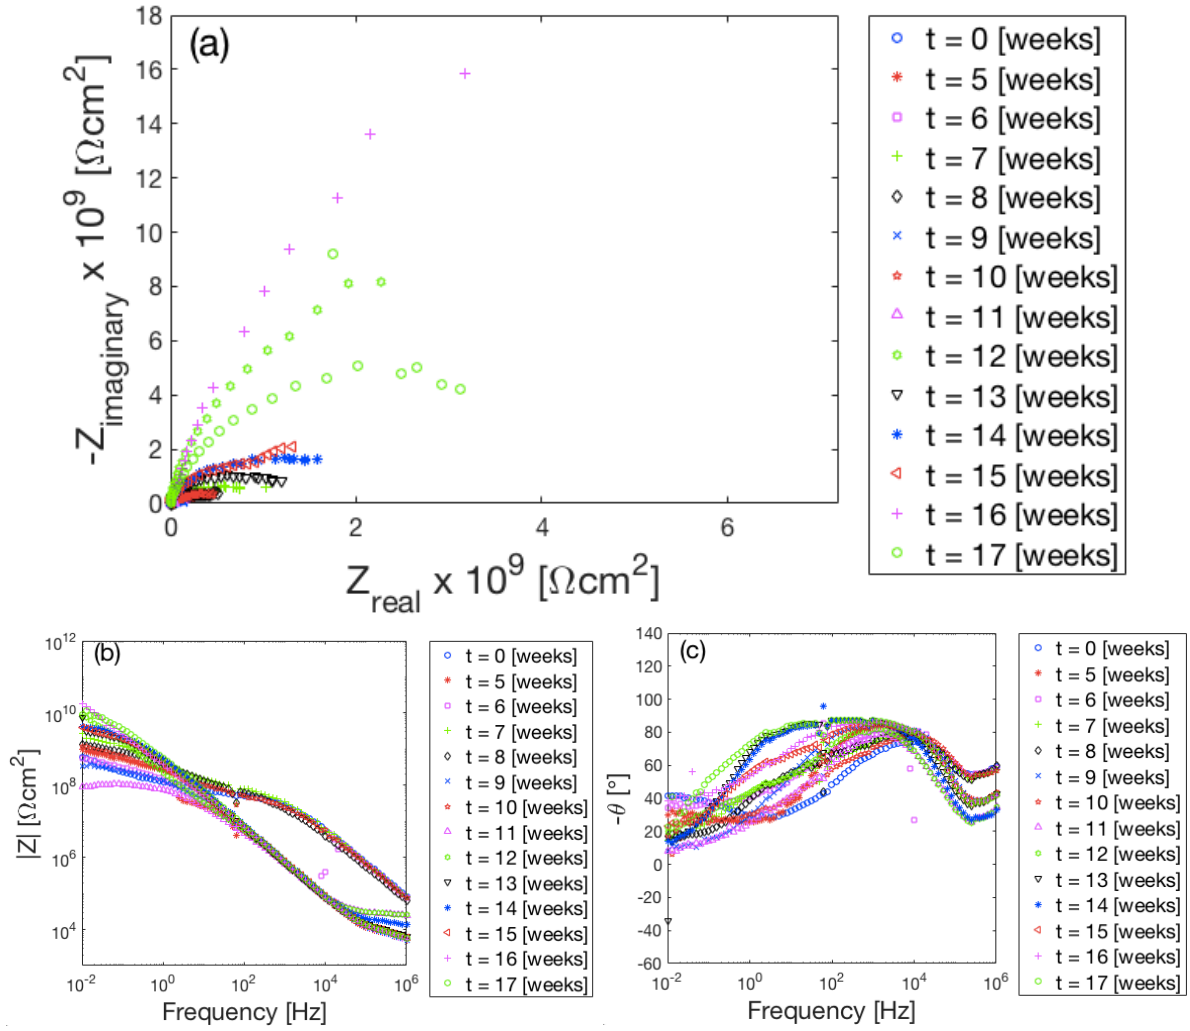 (a)
18
16
14
12
10
8
6
4
2
0
0 2 4 6
-Z_imaginary x 10^9 [Ωcm^2]
Z_real x 10^9 [Ωcm^2]
t = 0 [weeks]
t = 5 [weeks]
t = 6 [weeks]
t = 7 [weeks]
t = 8 [weeks]
t = 9 [weeks]
t = 10 [weeks]
t = 11 [weeks]
t = 12 [weeks]
t = 13 [weeks]
t = 14 [weeks]
t = 15 [weeks]
t = 16 [weeks]
t = 17 [weeks]
(b)
10^12
10^10
10^8
10^6
10^4
10^-2 10^0 10^2 10^4 10^6
|Z| [Ωcm^2]
Frequency [Hz]
t = 0 [weeks]
t = 5 [weeks]
t = 6 [weeks]
t = 7 [weeks]
t = 8 [weeks]
t = 9 [weeks]
t = 10 [weeks]
t = 11 [weeks]
t = 12 [weeks]
t = 13 [weeks]
t = 14 [weeks]
t = 15 [weeks]
t = 16 [weeks]
t = 17 [weeks]
(c)
140
120
100
80
60
40
20
0
-20
-40
-60
10^-2 10^0 10^2 10^4 10^6
-θ [°]
Frequency [Hz]
t = 0 [weeks]
t = 5 [weeks]
t = 6 [weeks]
t = 7 [weeks]
t = 8 [weeks]
t = 9 [weeks]
t = 10 [weeks]
t = 11 [weeks]
t = 12 [weeks]
t = 13 [weeks]
t = 14 [weeks]
t = 15 [weeks]
t = 16 [weeks]
t = 17 [weeks]